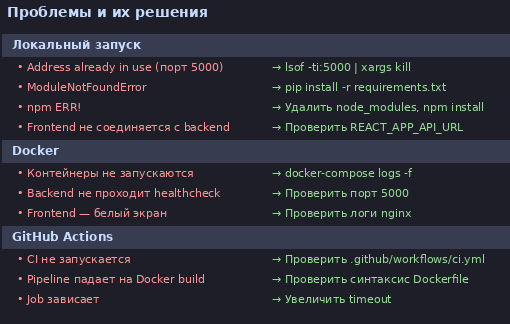 Проблемы и их решения
Локальный запуск
• Address already in use (порт 5000) → lsof -ti:5000 | xargs kill
• ModuleNotFoundError → pip install -r requirements.txt
• npm ERR! → Удалить node_modules, npm install
• Frontend не соединяется с backend → Проверить REACT_APP_API_URL
Docker
• Контейнеры не запускаются → docker-compose logs -f
• Backend не проходит healthcheck → Проверить порт 5000
• Frontend — белый экран → Проверить логи nginx
GitHub Actions
• CI не запускается → Проверить .github/workflows/ci.yml
• Pipeline падает на Docker build → Проверить синтаксис Dockerfile
• Job зависает → Увеличить timeout